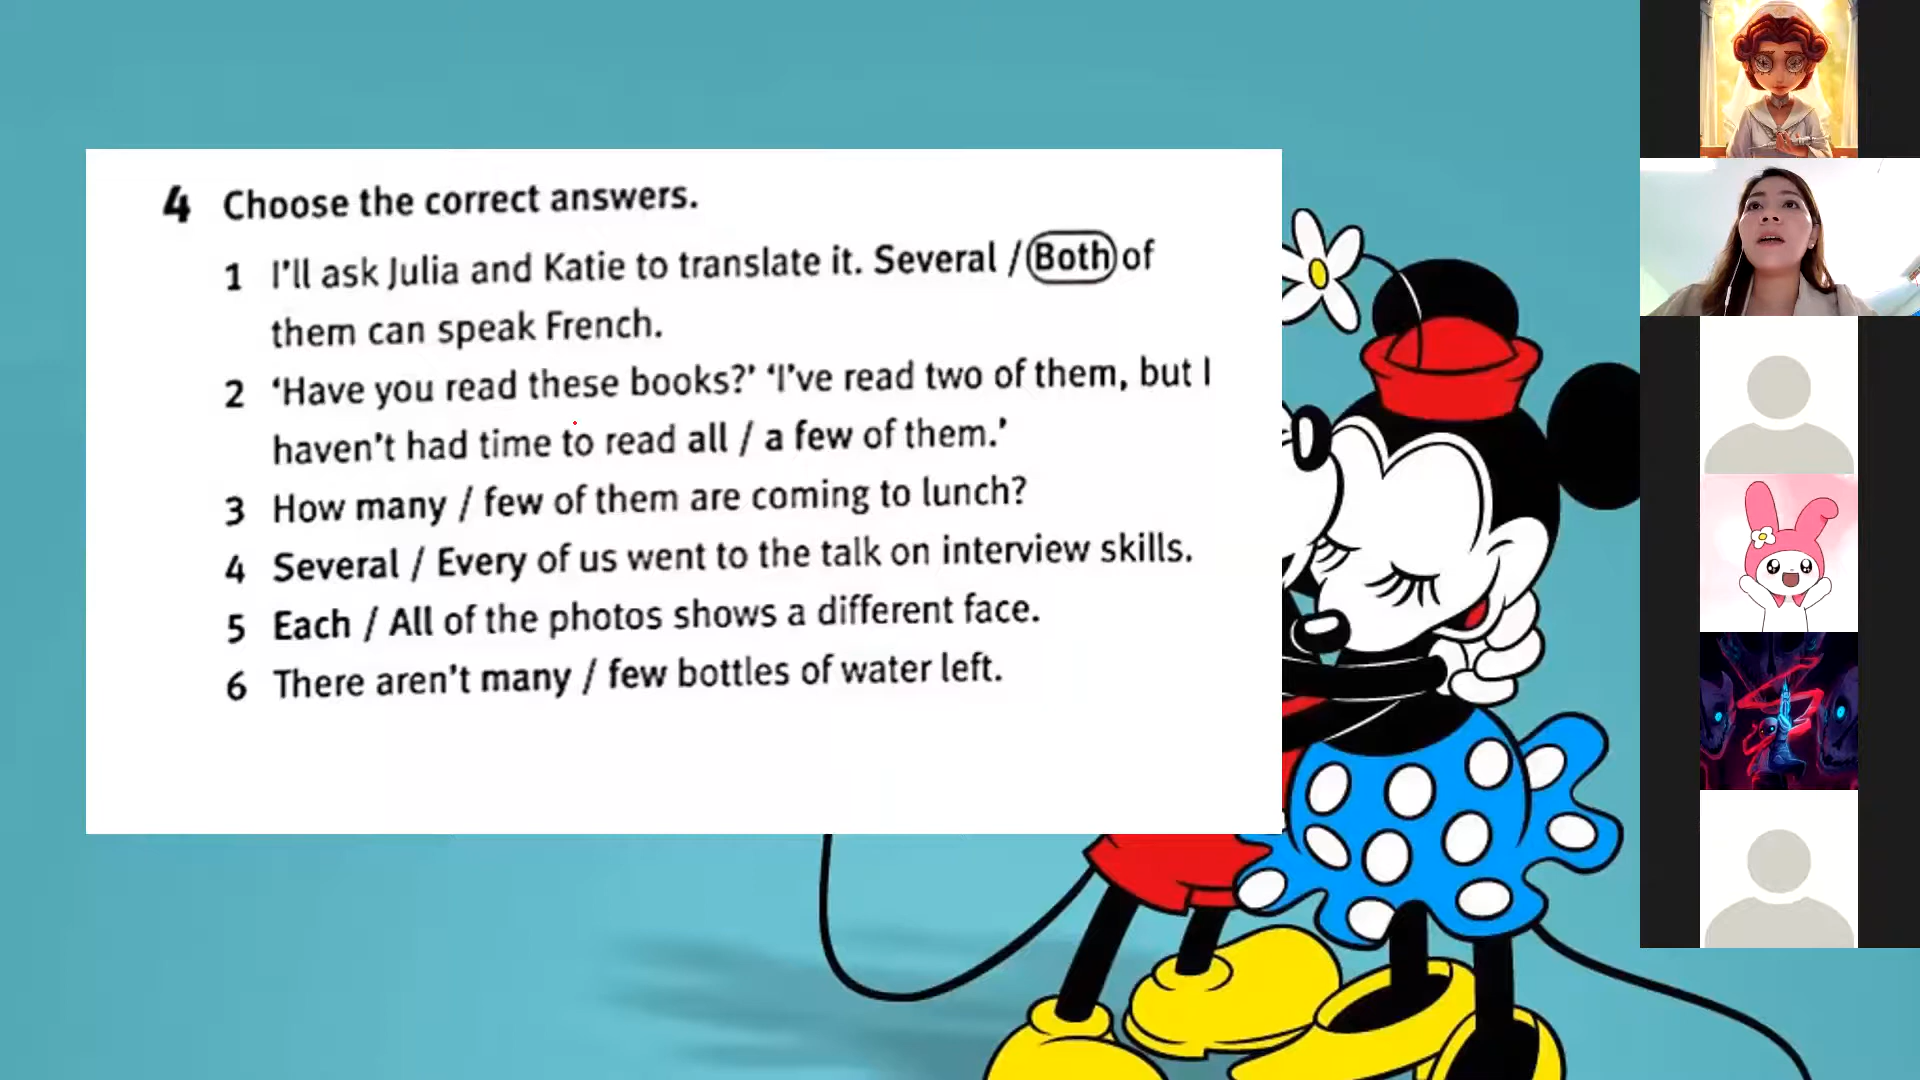 4 Choose the correct answers.
1 I'll ask Julia and Katie to translate it. Several / Both of
them can speak French.
2 ‘Have you read these books?’ ‘I've read two of them, but I
haven't had time to read all / a few of them.’
3 How many / few of them are coming to lunch?
4 Several / Every of us went to the talk on interview skills.
5 Each / All of the photos shows a different face.
6 There aren't many / few bottles of water left.